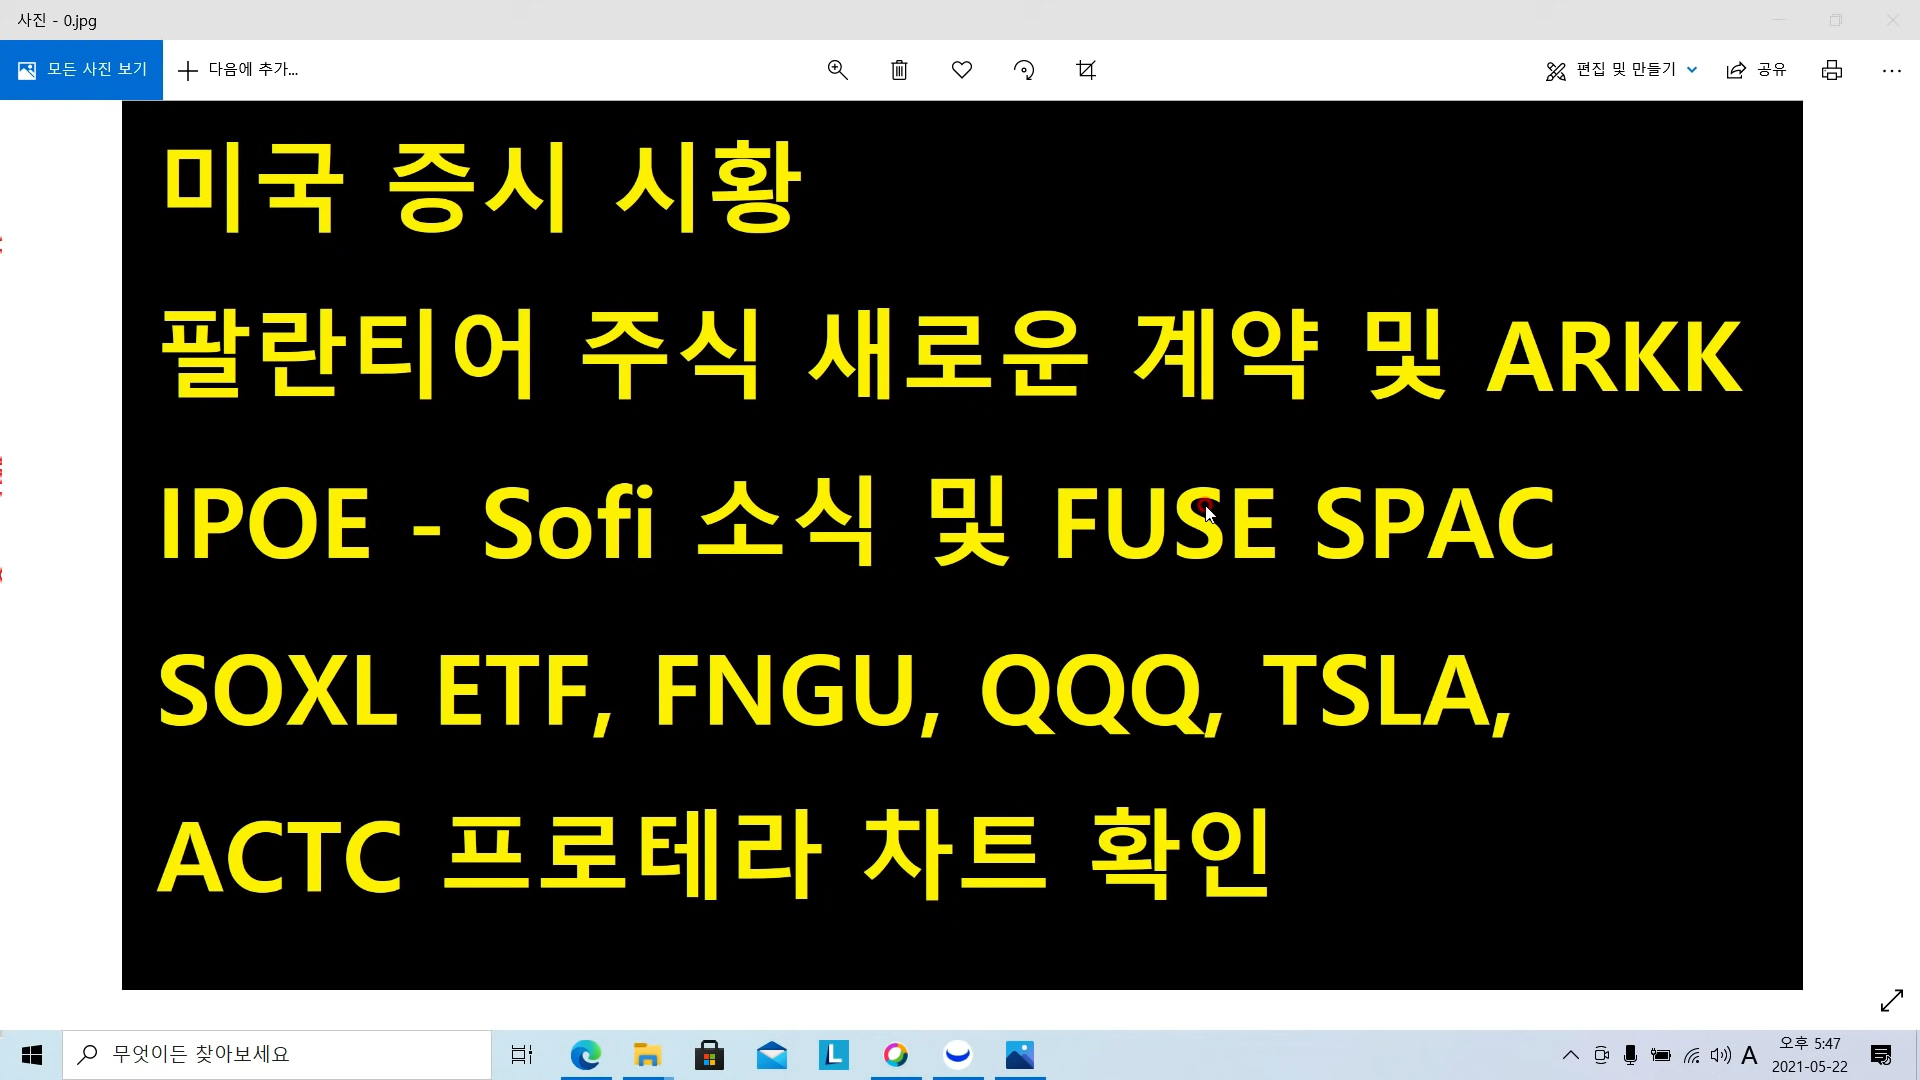 사진 - 0.jpg
모든 사진 보기
다음에 추가...
편집 및 만들기
공유
미국 증시 시황
팔란티어 주식 새로운 계약 및 ARKK
IPOE - Sofi 소식 및 FUSE SPAC
SOXL ETF, FNGU, QQQ, TSLA,
ACTC 프로테라 차트 확인
무엇이든 찾아보세요
L
A
오후 5:47
2021-05-22